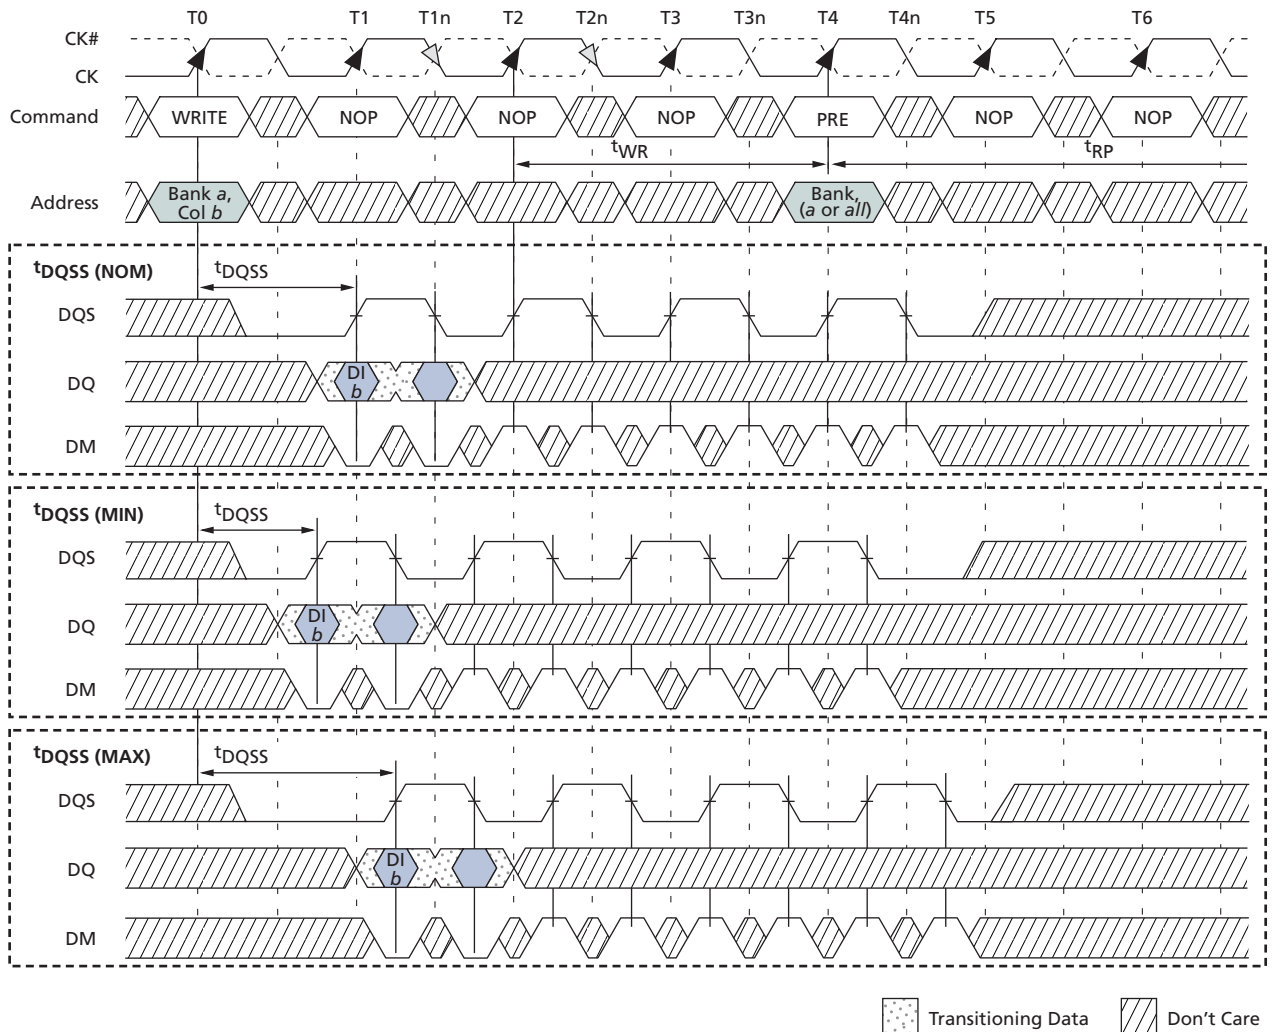 T0 T1 T1n T2 T2n T3 T3n T4 T4n T5 T6
CK#
CK
Command WRITE NOP NOP NOP PRE NOP NOP
tWR tRP
Address Bank a, Col b Bank, (a or all)
tDQSS (NOM) tDQSS
DQS
DQ DI b
DM
tDQSS (MIN) tDQSS
DQS
DQ DI b
DM
tDQSS (MAX) tDQSS
DQS
DQ DI b
DM
Transitioning Data Don't Care